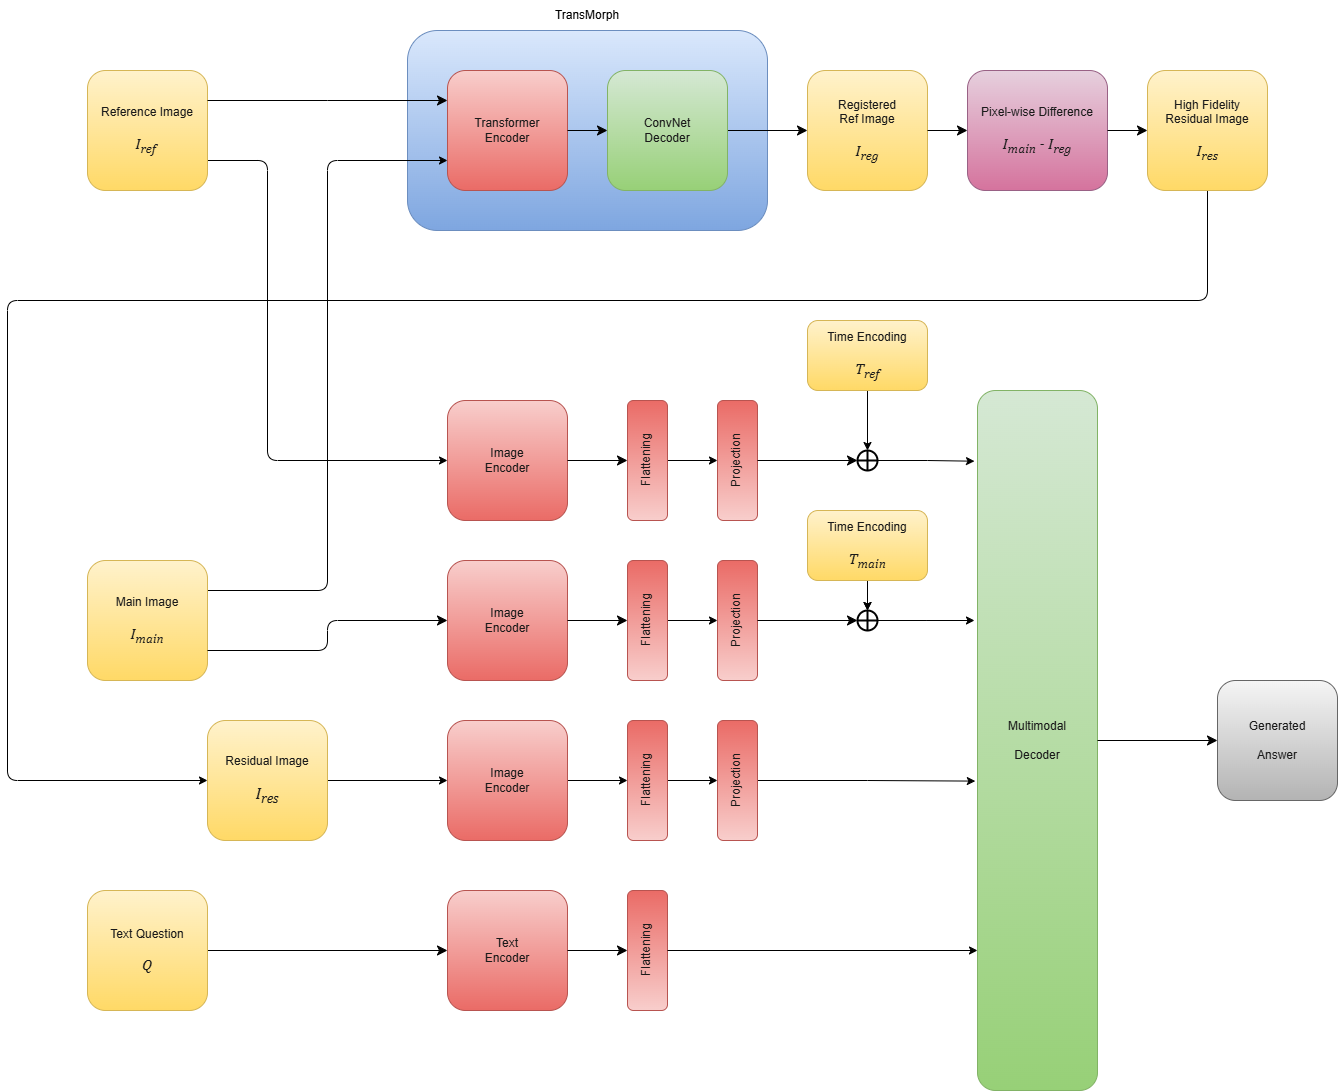 TransMorph
Reference Image
I_ref
Transformer
Encoder
ConvNet
Decoder
Registered
Ref Image
I_reg
Pixel-wise Difference
I_main - I_reg
High Fidelity
Residual Image
I_res
Time Encoding
T_ref
Image
Encoder
Flattening
Projection
Time Encoding
T_main
Main Image
I_main
Image
Encoder
Flattening
Projection
Residual Image
I_res
Image
Encoder
Flattening
Projection
Multimodal
Decoder
Generated
Answer
Text Question
Q
Text
Encoder
Flattening